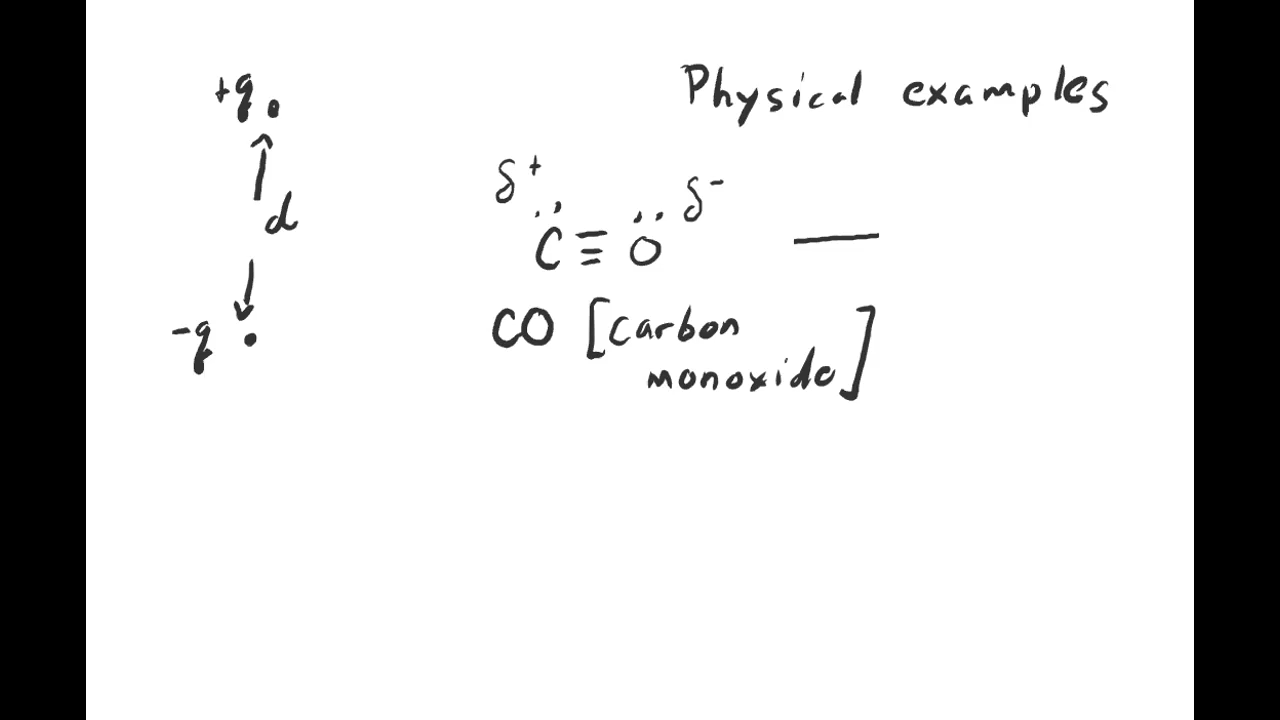 +q
Physical examples
δ+
δ-
d
C̈ ≡ Ö
-q
CO [Carbon
monoxide]